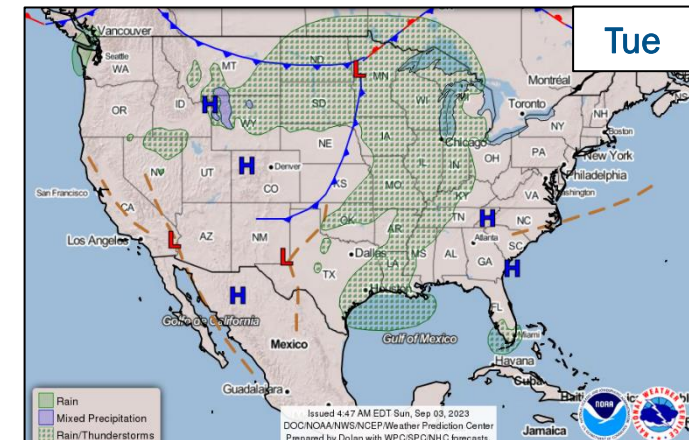 Tue
Vancouver
Seattle
WA
MT
ND
MN
Montréal
OR
ID
H
L
SD
WI
MI
Toronto
NH
WY
NY
Boston
NE
IA
Chicago
PA
New York
NV
UT
H
Denver
CO
IL
IN
OH
Philadelphia
San Francisco
CA
KS
MO
KY
VA
Washington
Los Angeles
L
AZ
NM
OK
AR
TN
H
NC
L
Dallas
MS
AL
Atlanta
GA
SC
H
TX
LA
H
Houston
FL
Golfo de California
Gulf of Mexico
Miami
Mexico
Havana
Cuba
Guadalajara
Jamaica
Rain
Mixed Precipitation
Rain/Thunderstorms
Issued 4:47 AM EDT Sun, Sep 03, 2023
DOC/NOAA/NWS/NCEP/Weather Prediction Center
Prepared by Dolan with WPC/SPC/NHC forecasts
NOAA